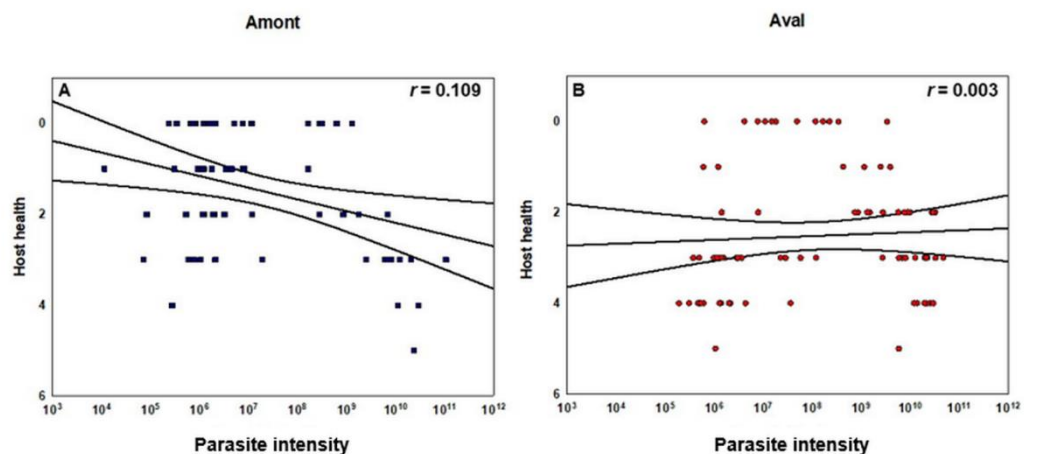 Amont
A
r = 0.109
0
2
4
6
Host health
10³ 10⁴ 10⁵ 10⁶ 10⁷ 10⁸ 10⁹ 10¹⁰ 10¹¹ 10¹²
Parasite intensity
Aval
B
r = 0.003
0
2
4
6
Host health
10³ 10⁴ 10⁵ 10⁶ 10⁷ 10⁸ 10⁹ 10¹⁰ 10¹¹ 10¹²
Parasite intensity